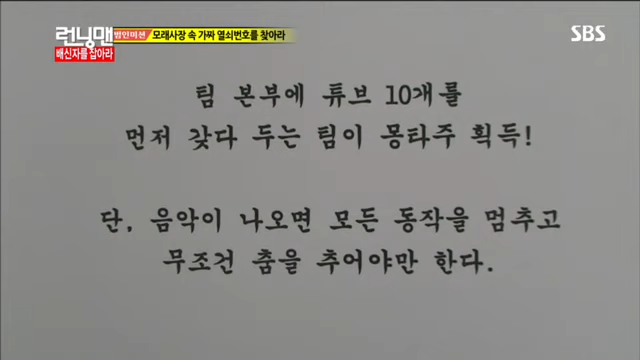 런닝맨 범인미션 모래사장 속 가짜 열쇠번호를 찾아라 SBS
배신자를 잡아라
팀 본부에 튜브 10개를
먼저 갖다 두는 팀이 몽타주 획득!
단, 음악이 나오면 모든 동작을 멈추고
무조건 춤을 추어야만 한다.